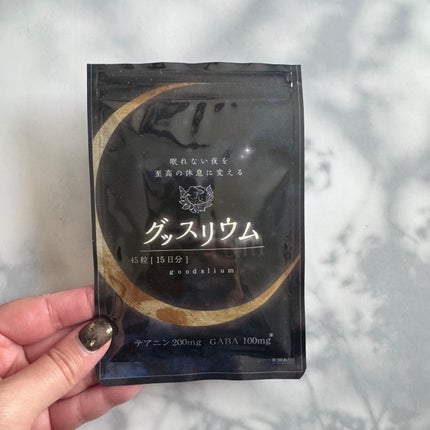 眠れない夜を
至高の休息に変える
グッスリウム
45粒 [ 15日分 ]
goodslium
テアニン 200mg GABA 100mg※